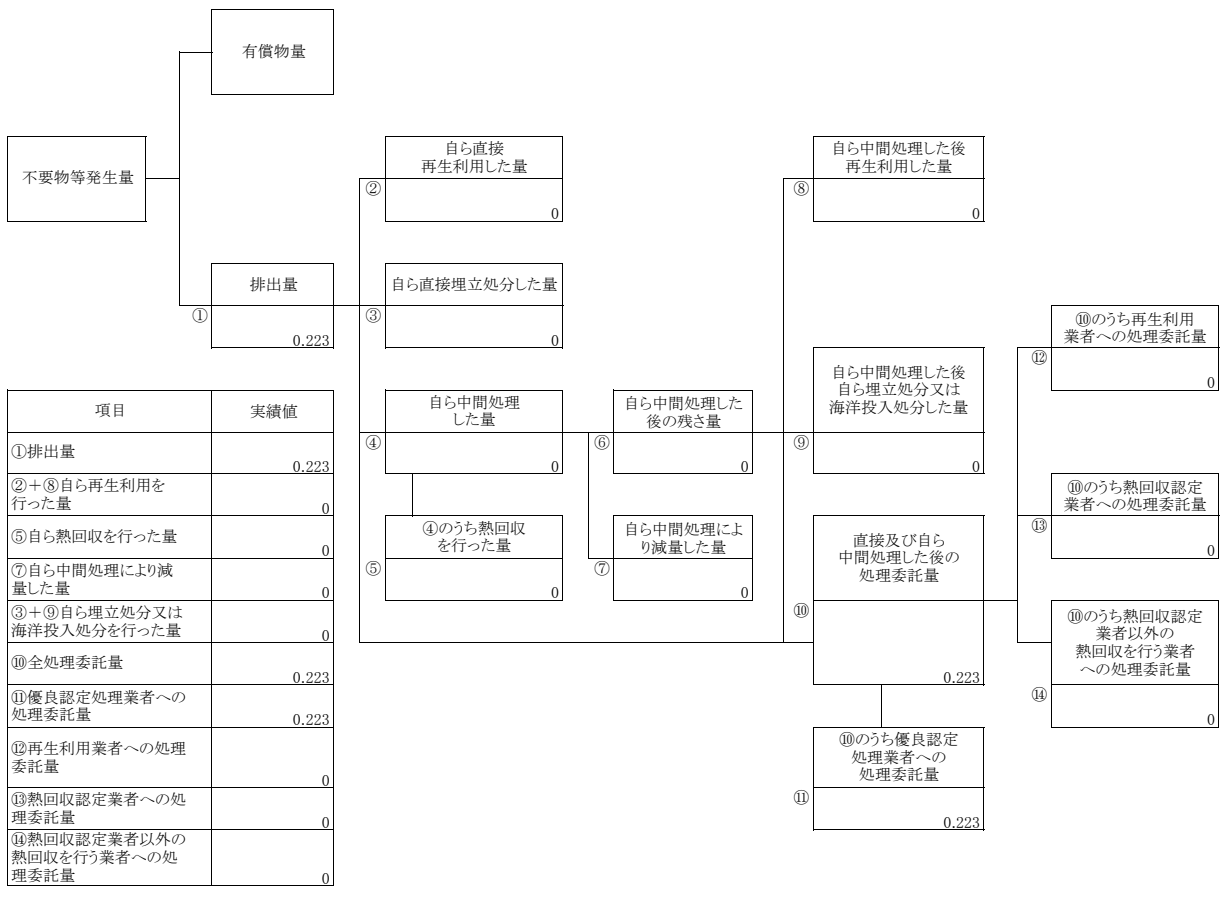 有償物量
不要物等発生量
自ら直接
再生利用した量
②
0
自ら中間処理した後
再生利用した量
⑧
0
排出量
①
0.223
自ら直接埋立処分した量
③
0
⑩のうち再生利用
業者への処理委託量
⑫
0
自ら中間処理
した量
④
0
自ら中間処理した
後の残さ量
⑥
0
自ら中間処理した後
自ら埋立処分又は
海洋投入処分した量
⑨
0
④のうち熱回収
を行った量
⑤
0
自ら中間処理によ
り減量した量
⑦
0
直接及び自ら
中間処理した後の
処理委託量
⑩
0.223
⑩のうち熱回収認定
業者への処理委託量
⑬
0
⑩のうち熱回収認定
業者以外の
熱回収を行う業者
への処理委託量
⑭
0
⑩のうち優良認定
処理業者への
処理委託量
⑪
0.223
項目 実績値
①排出量
0.223
②+⑧自ら再生利用を
行った量
0
⑤自ら熱回収を行った量
0
⑦自ら中間処理により減
量した量
0
③+⑨自ら埋立処分又は
海洋投入処分を行った量
0
⑩全処理委託量
0.223
⑪優良認定処理業者への
処理委託量
0.223
⑫再生利用業者への処理
委託量
0
⑬熱回収認定業者への処
理委託量
0
⑭熱回収認定業者以外の
熱回収を行う業者への処
理委託量
0